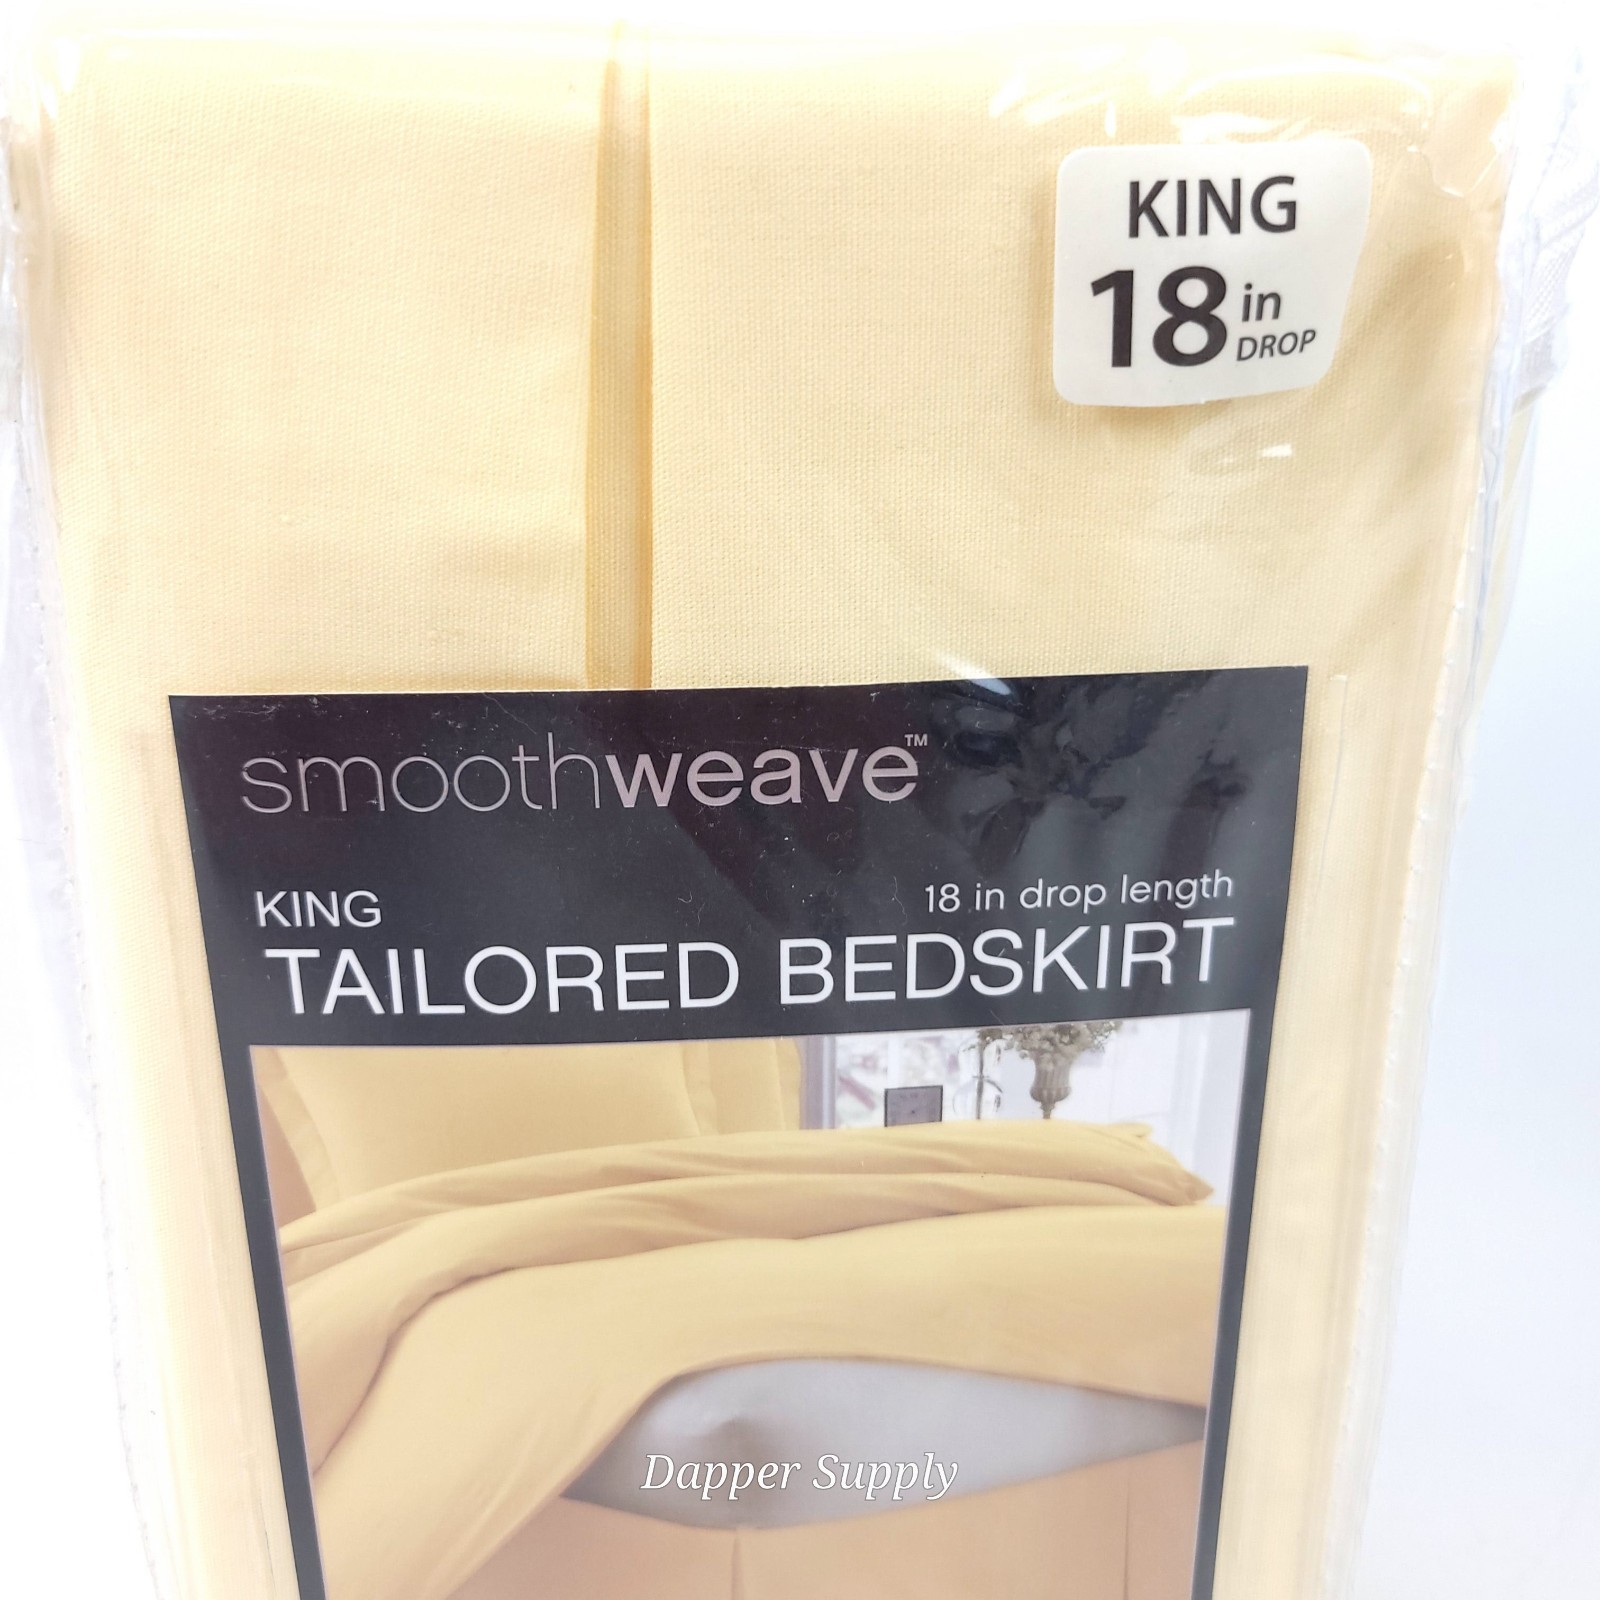 KING
18 in
DROP
smoothweave™
KING
18 in drop length
TAILORED BEDSKIRT
Dapper Supply